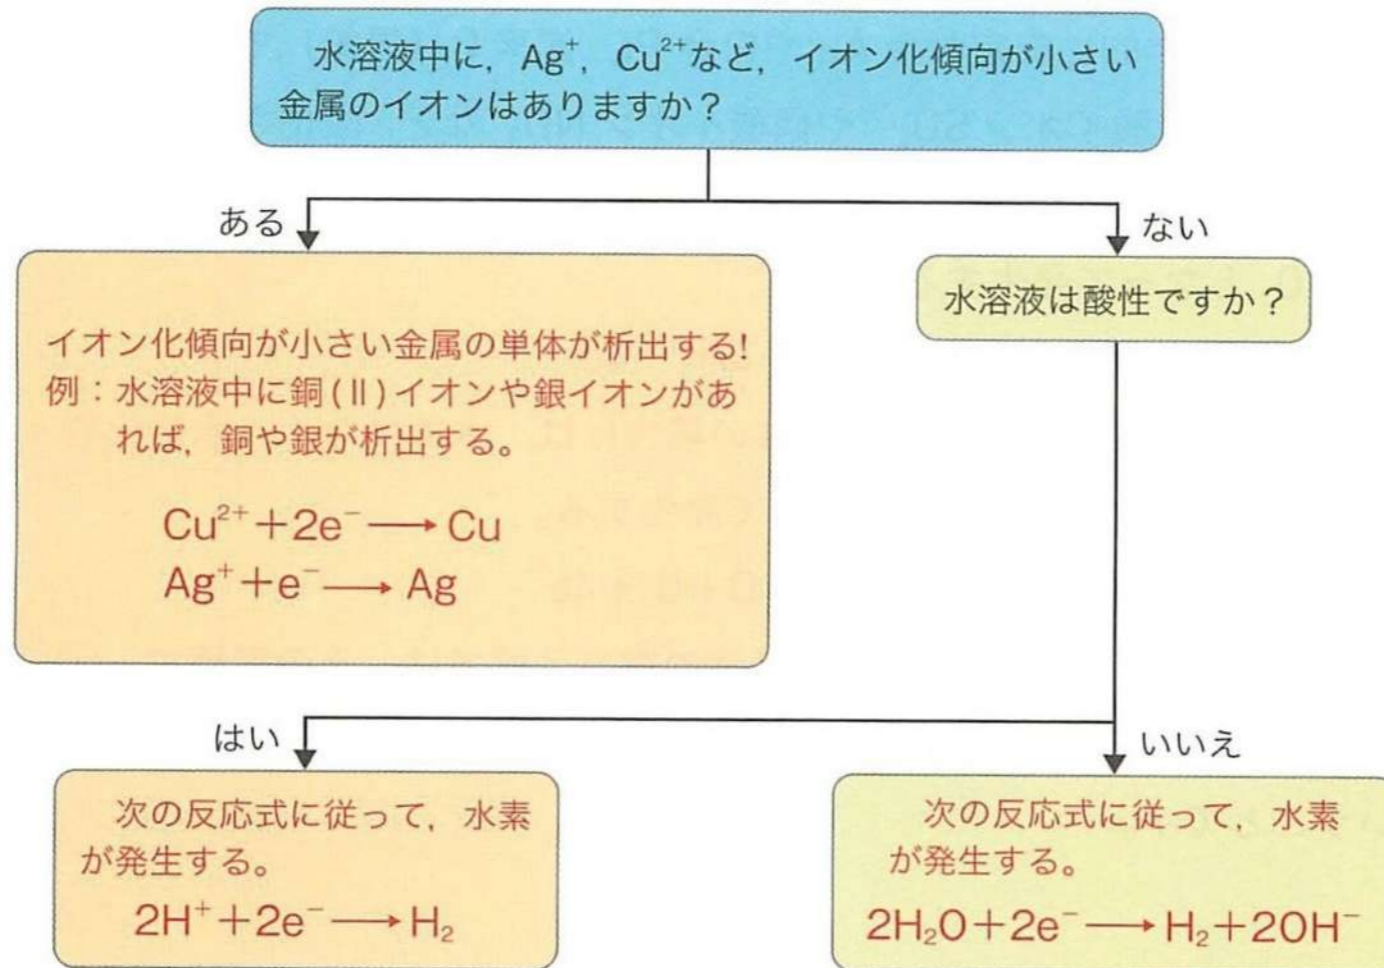 水溶液中に，Ag⁺，Cu²⁺など，イオン化傾向が小さい
金属のイオンはありますか？
ある
ない
イオン化傾向が小さい金属の単体が析出する!
例：水溶液中に銅(Ⅱ)イオンや銀イオンがあ
れば，銅や銀が析出する。
Cu²⁺+2e⁻→Cu
Ag⁺+e⁻→Ag
水溶液は酸性ですか？
はい
いいえ
次の反応式に従って，水素
が発生する。
2H⁺+2e⁻→H₂
次の反応式に従って，水素
が発生する。
2H₂O+2e⁻→H₂+2OH⁻